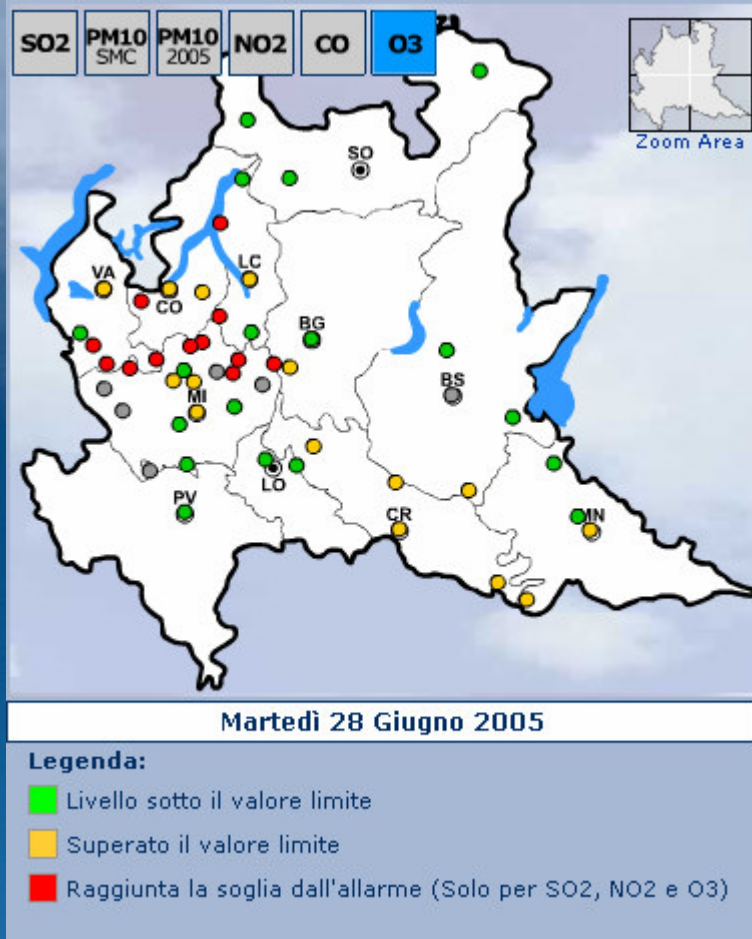 SO2 PM10 SMC PM10 2005 NO2 CO O3
Zoom Area
SO
VA
LC
CO
BG
BS
MI
LO
PV
CR
MN
Martedì 28 Giugno 2005
Legenda:
Livello sotto il valore limite
Superato il valore limite
Raggiunta la soglia dall'allarme (Solo per SO2, NO2 e O3)